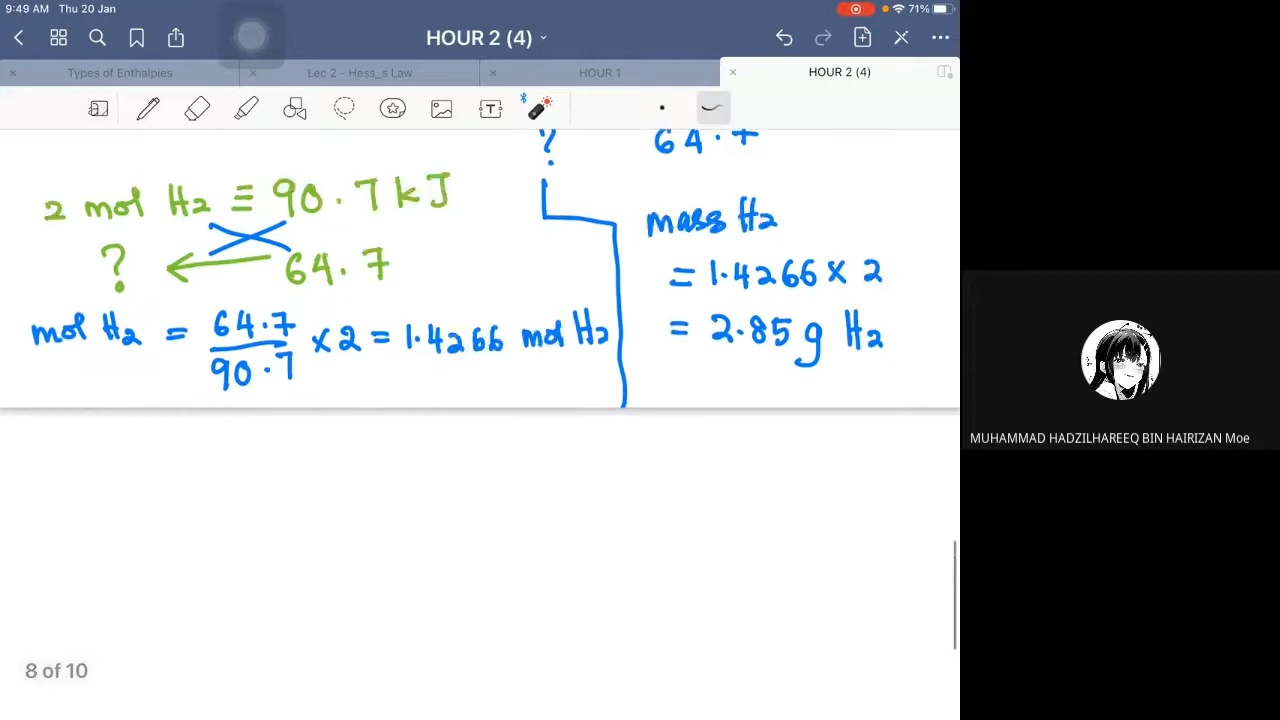 9:49 AM Thu 20 Jan
71%
HOUR 2 (4)
Types of Enthalpies
Lec 2 - Hess_s Law
HOUR 1
HOUR 2 (4)
T
?
64.7
2 mol H2 ≡ 90.7 kJ
? ← 64.7
mol H2 = 64.7/90.7 × 2 = 1.4266 mol H2
mass H2
= 1.4266 × 2
= 2.85 g H2
MUHAMMAD HADZILHAREEQ BIN HAIRIZAN Moe
8 of 10